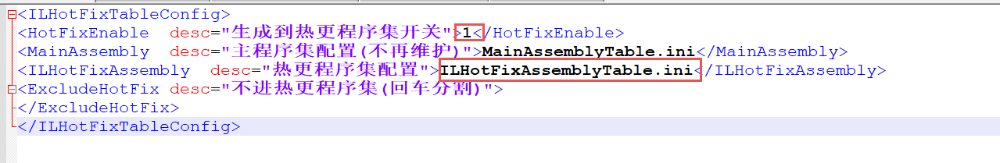 <ILHotFixTableConfig>
<HotFixEnable  desc="生成到热更程序集开关">1</HotFixEnable>
<MainAssembly  desc="主程序集配置(不再维护)">MainAssemblyTable.ini</MainAssembly>
<ILHotFixAssembly  desc="热更程序集配置">ILHotFixAssemblyTable.ini</ILHotFixAssembly>
<ExcludeHotFix desc="不进热更程序集(回车分割)">
</ExcludeHotFix>
</ILHotFixTableConfig>